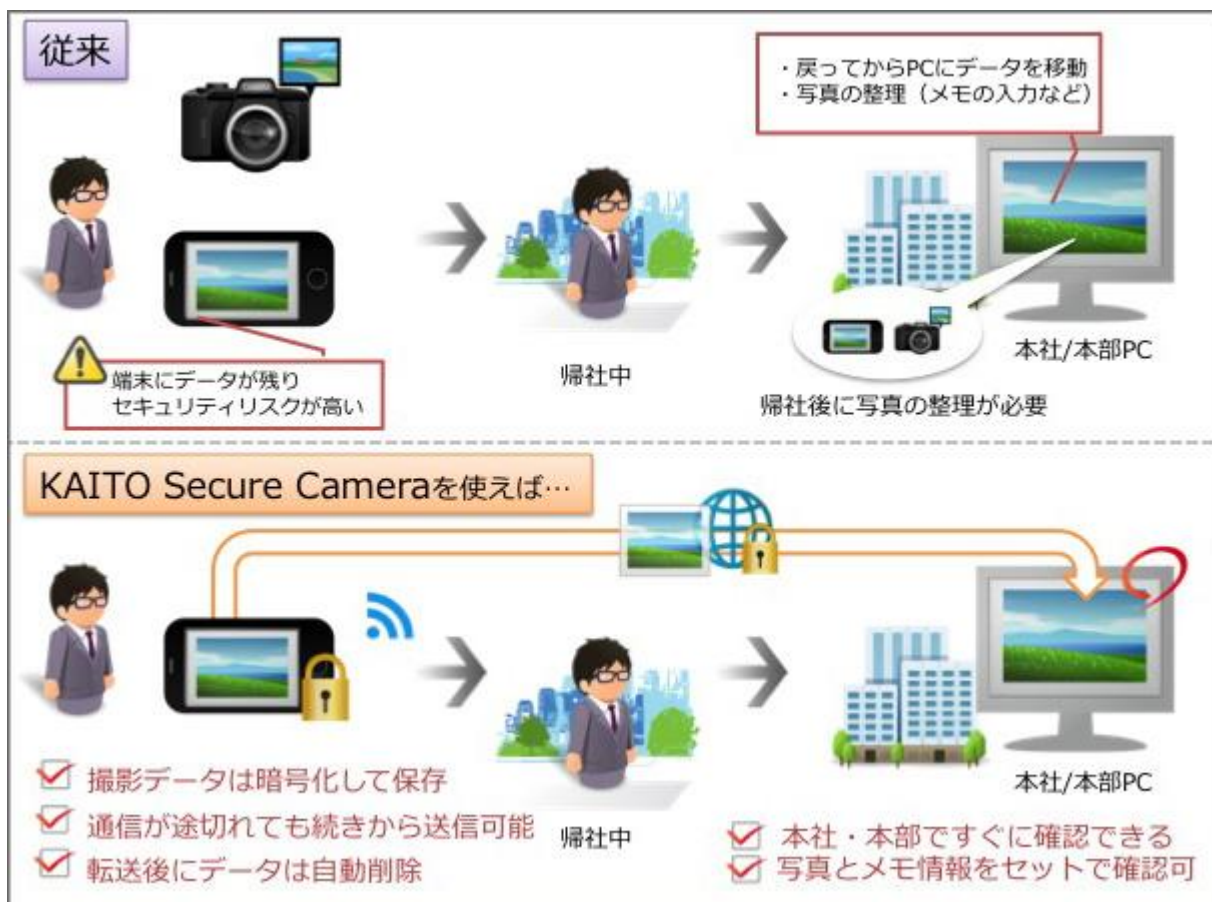 従来
・戻ってからPCにデータを移動
・写真の整理（メモの入力など）
端末にデータが残り
セキュリティリスクが高い
帰社中
本社/本部PC
帰社後に写真の整理が必要
KAITO Secure Cameraを使えば…
撮影データは暗号化して保存
通信が途切れても続きから送信可能
転送後にデータは自動削除
帰社中
本社/本部PC
本社・本部ですぐに確認できる
写真とメモ情報をセットで確認可